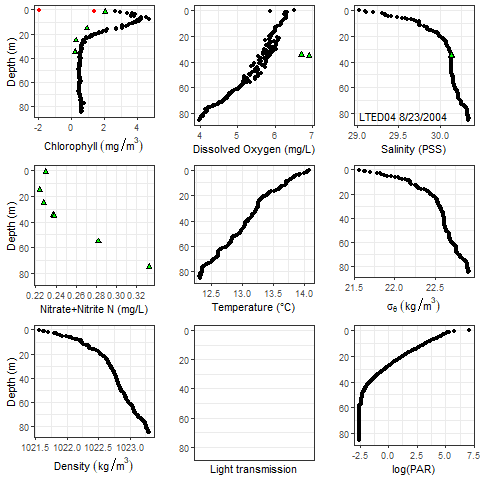 0
20
40
60
80
Depth (m)
-2 0 2 4
Chlorophyll (mg/m³)
0
20
40
60
80
4 5 6 7
Dissolved Oxygen (mg/L)
0
20
40
60
80
LTED04 8/23/2004
29.0 29.5 30.0
Salinity (PSS)
0
20
40
60
80
Depth (m)
0.22 0.24 0.26 0.28 0.30 0.32
Nitrate+Nitrite N (mg/L)
0
20
40
60
80
12.5 13.0 13.5 14.0
Temperature (°C)
0
20
40
60
80
21.5 22.0 22.5
σθ (kg/m³)
0
20
40
60
80
Depth (m)
1021.5 1022.0 1022.5 1023.0
Density (kg/m³)
0
20
40
60
80
Light transmission
0
20
40
60
80
-2.5 0.0 2.5 5.0 7.5
log(PAR)